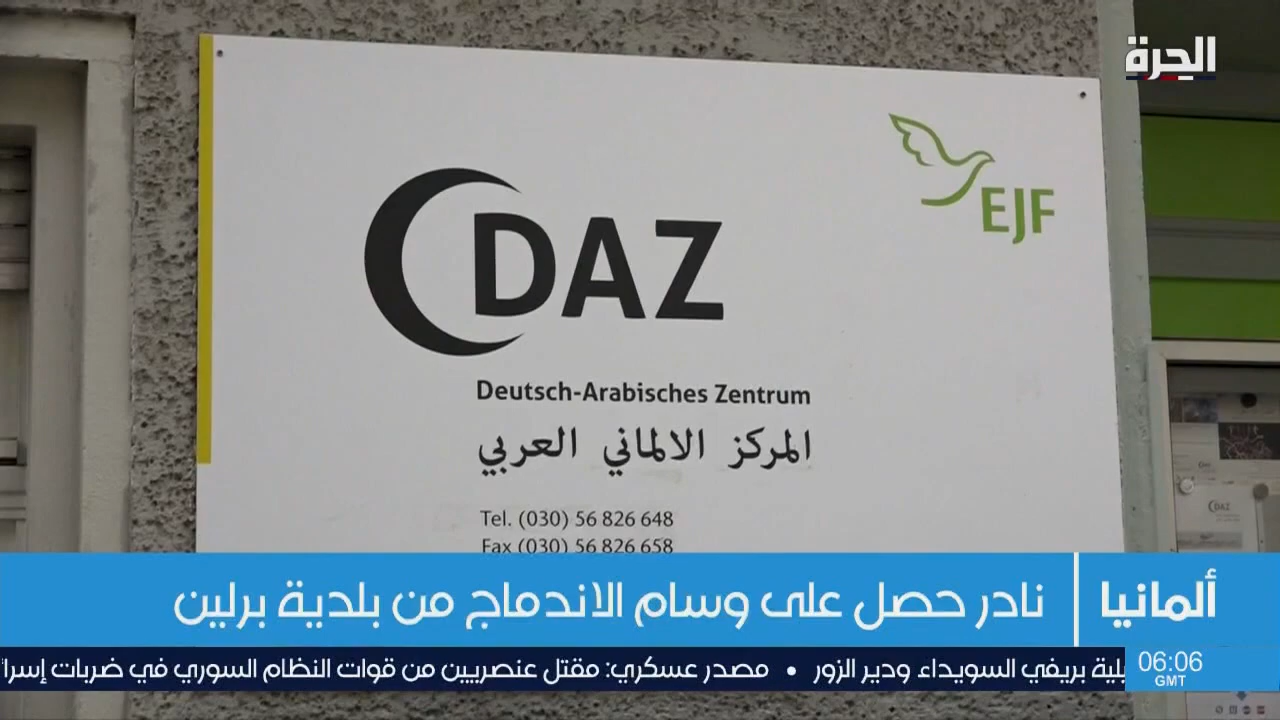 الحرة
EJF
DAZ
Deutsch-Arabisches Zentrum
المركز الالماني العربي
Tel. (030) 56 826 648
Fax (030) 56 826 658
ألمانيا
نادر حصل على وسام الاندماج من بلدية برلين
بريفي السويداء ودير الزور • مصدر عسكري: مقتل عنصريين من قوات النظام السوري في ضربات
06:06
GMT
DAZ